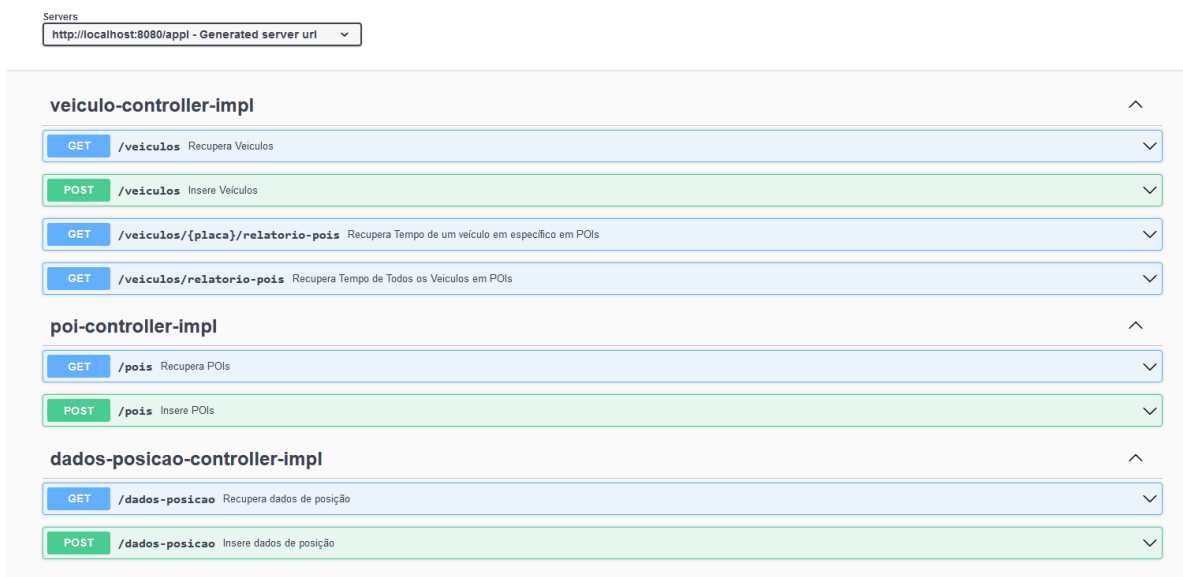 Servers
http://localhost:8080/appl - Generated server url
veiculo-controller-impl
GET /veiculos Recupera Veiculos
POST /veiculos Insere Veículos
GET /veiculos/{placa}/relatorio-pois Recupera Tempo de um veículo em específico em POIs
GET /veiculos/relatorio-pois Recupera Tempo de Todos os Veiculos em POIs
poi-controller-impl
GET /pois Recupera POIs
POST /pois Insere POIs
dados-posicao-controller-impl
GET /dados-posicao Recupera dados de posição
POST /dados-posicao Insere dados de posição